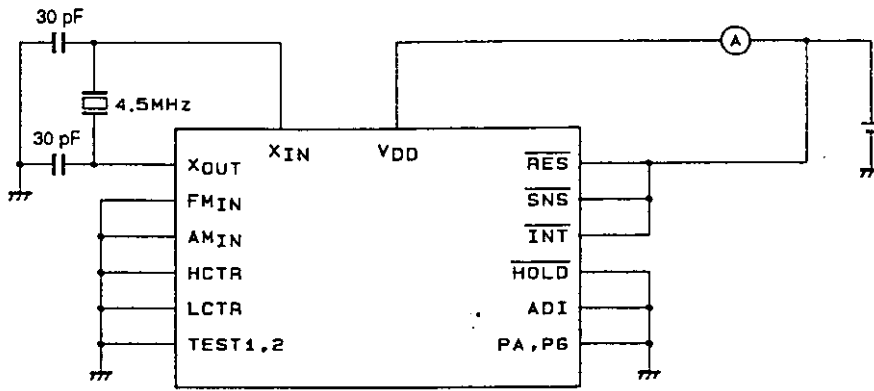 30 pF
A
4.5MHz
30 pF
XIN
VDD
XOUT
RES
FMIN
SNS
AMIN
INT
HCTR
HOLD
LCTR
ADI
TEST1,2
PA,PG